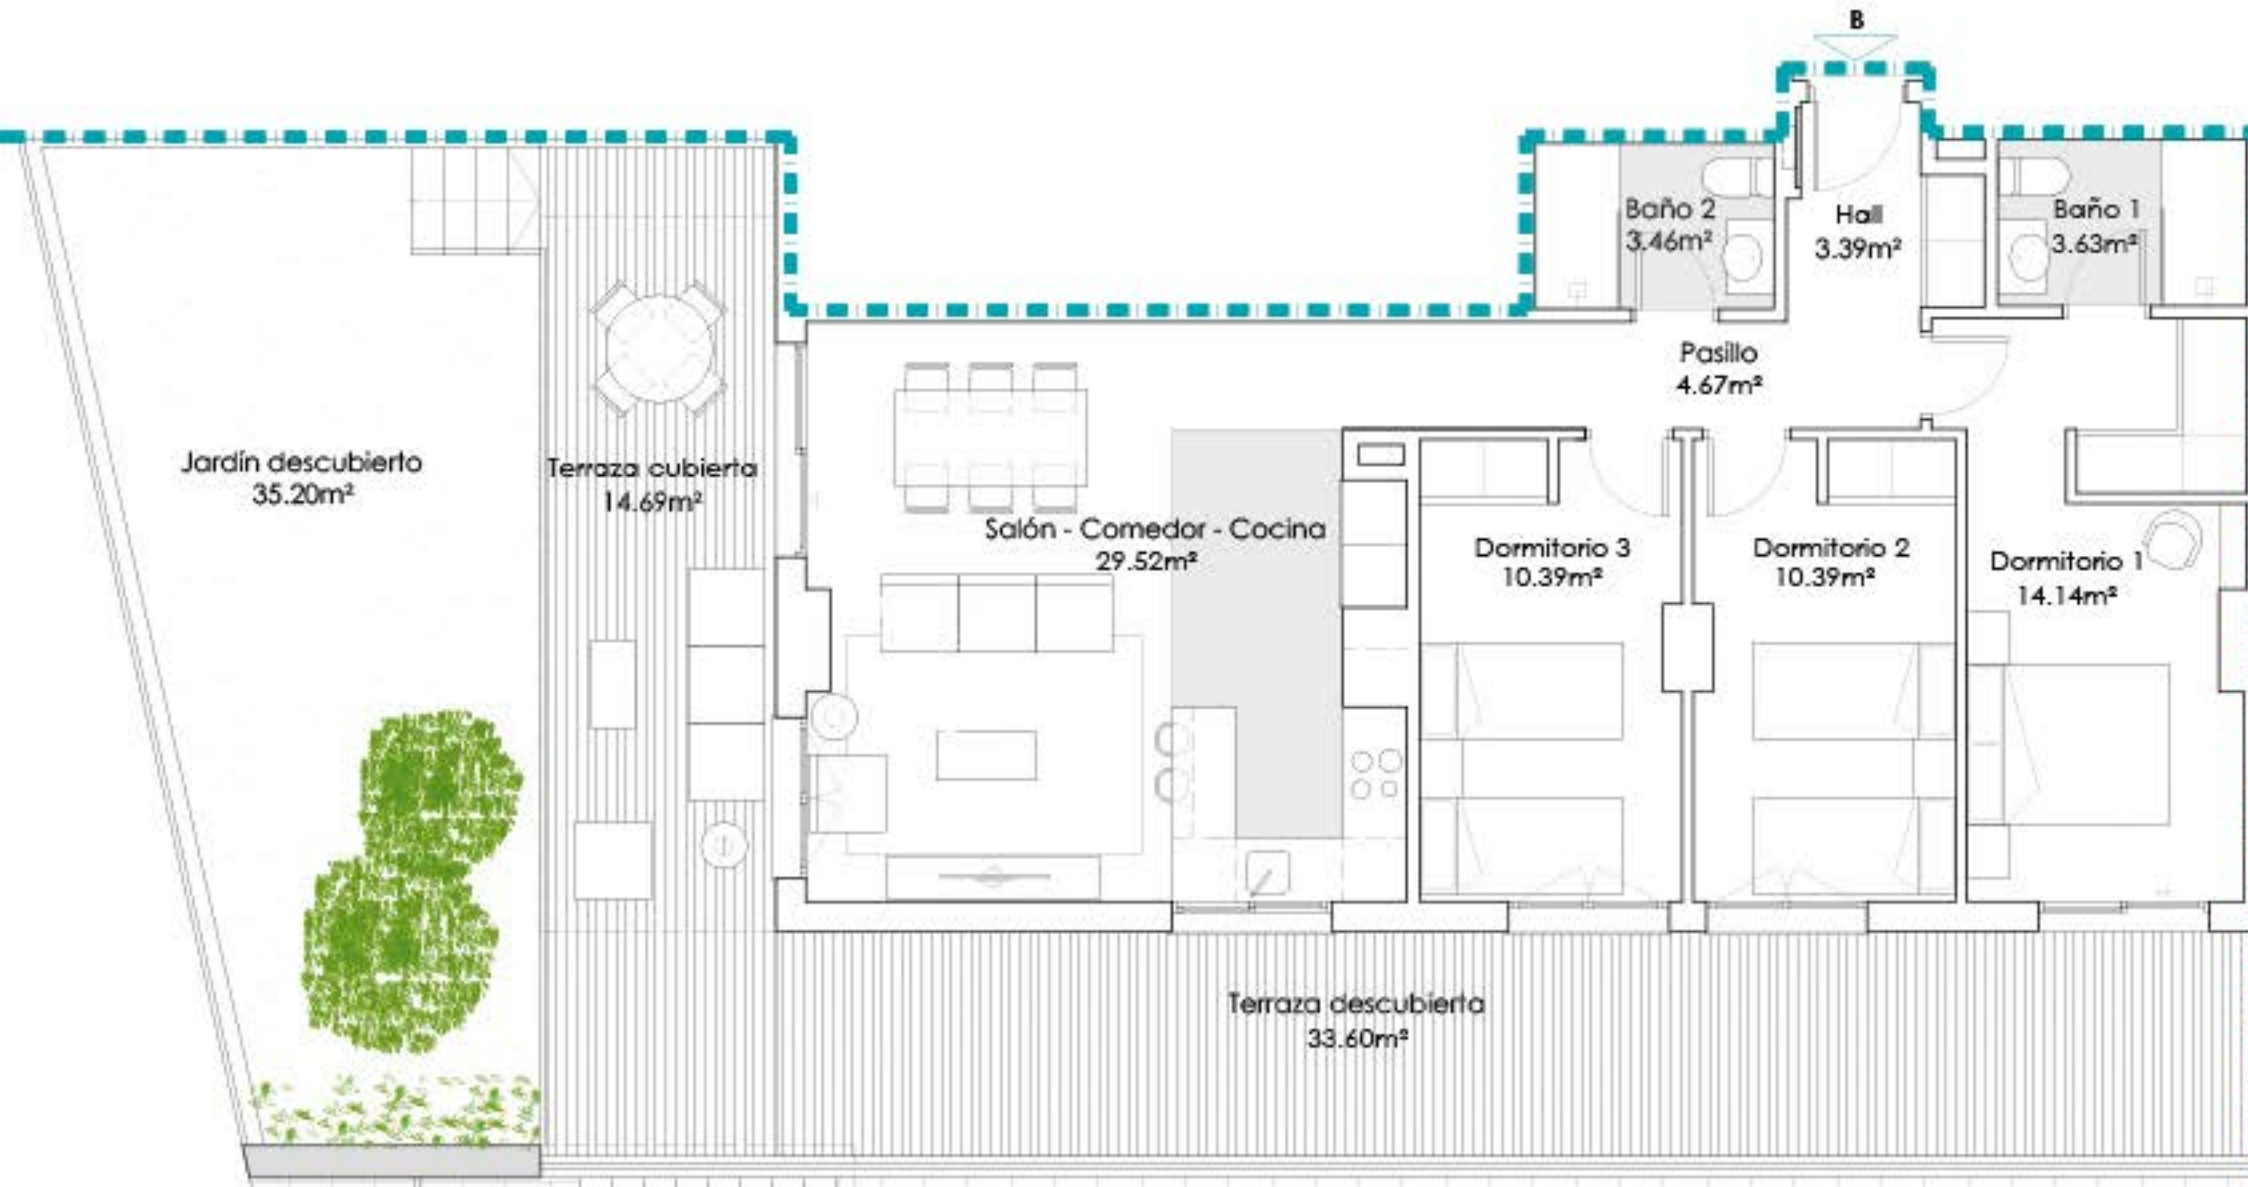 B
Baño 2
3.46m²
Hall
3.39m²
Baño 1
3.63m²
Pasillo
4.67m²
Jardín descubierto
35.20m²
Terraza cubierta
14.69m²
Salón - Comedor - Cocina
29.52m²
Dormitorio 3
10.39m²
Dormitorio 2
10.39m²
Dormitorio 1
14.14m²
Terraza descubierta
33.60m²